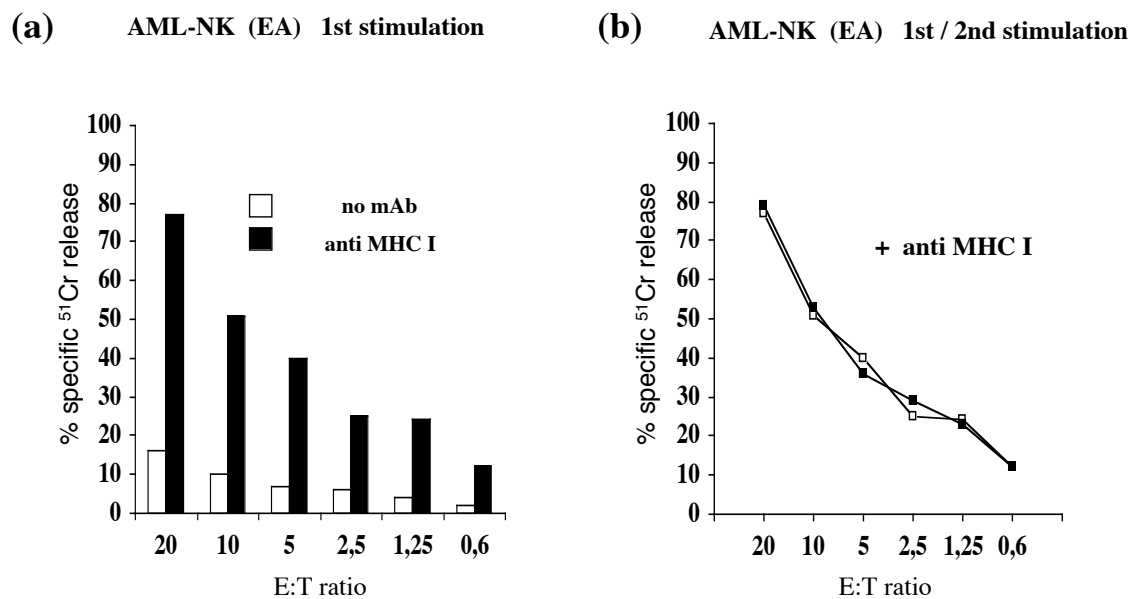 (a) AML-NK (EA) 1st stimulation
100
90
80
70
60
50
40
30
20
10
0
% specific ⁵¹Cr release
no mAb
anti MHC I
20 10 5 2,5 1,25 0,6
E:T ratio
(b) AML-NK (EA) 1st / 2nd stimulation
100
90
80
70
60
50
40
30
20
10
0
% specific ⁵¹Cr release
+ anti MHC I
20 10 5 2,5 1,25 0,6
E:T ratio